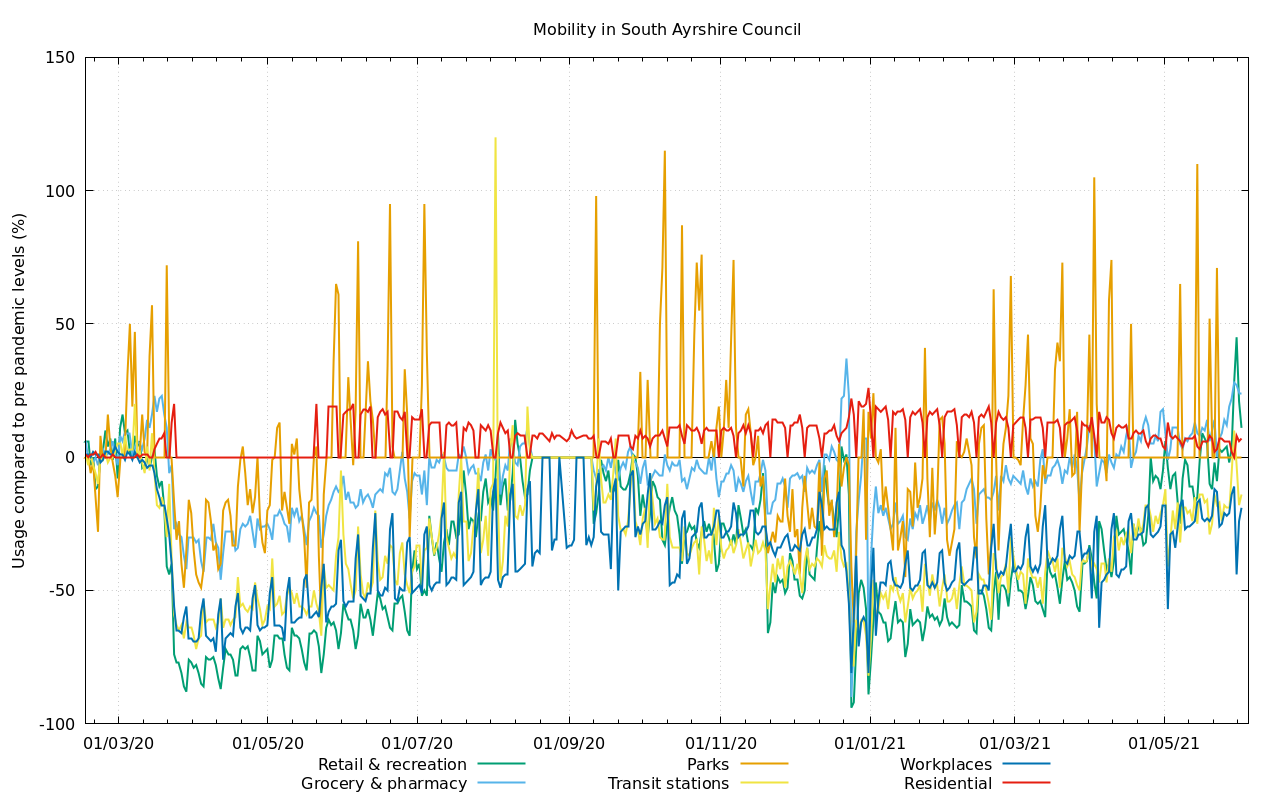 Mobility in South Ayrshire Council
Usage compared to pre pandemic levels (%)
150
100
50
0
-50
-100
01/03/20 01/05/20 01/07/20 01/09/20 01/11/20 01/01/21 01/03/21 01/05/21
Retail & recreation Parks Workplaces
Grocery & pharmacy Transit stations Residential